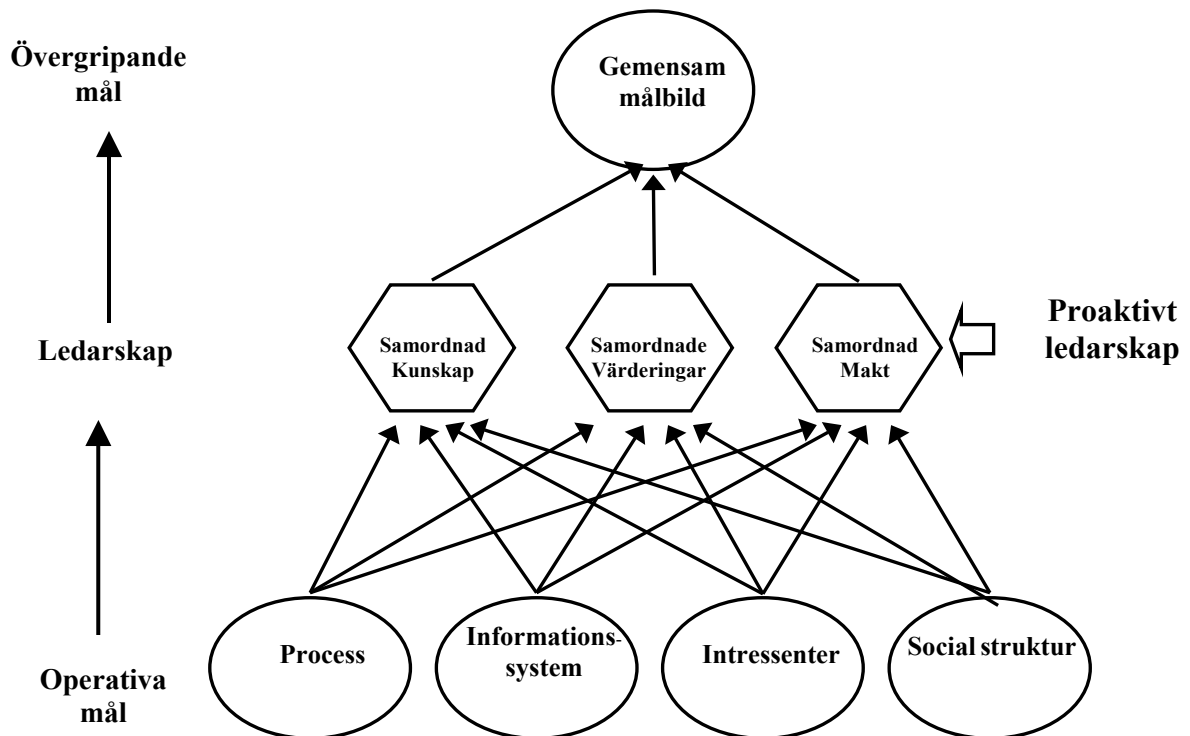 Övergripande
mål
Gemensam
målbild
Ledarskap
Samordnad
Kunskap
Samordnade
Värderingar
Samordnad
Makt
Proaktivt
ledarskap
Operativa
mål
Process
Informations-
system
Intressenter
Social struktur